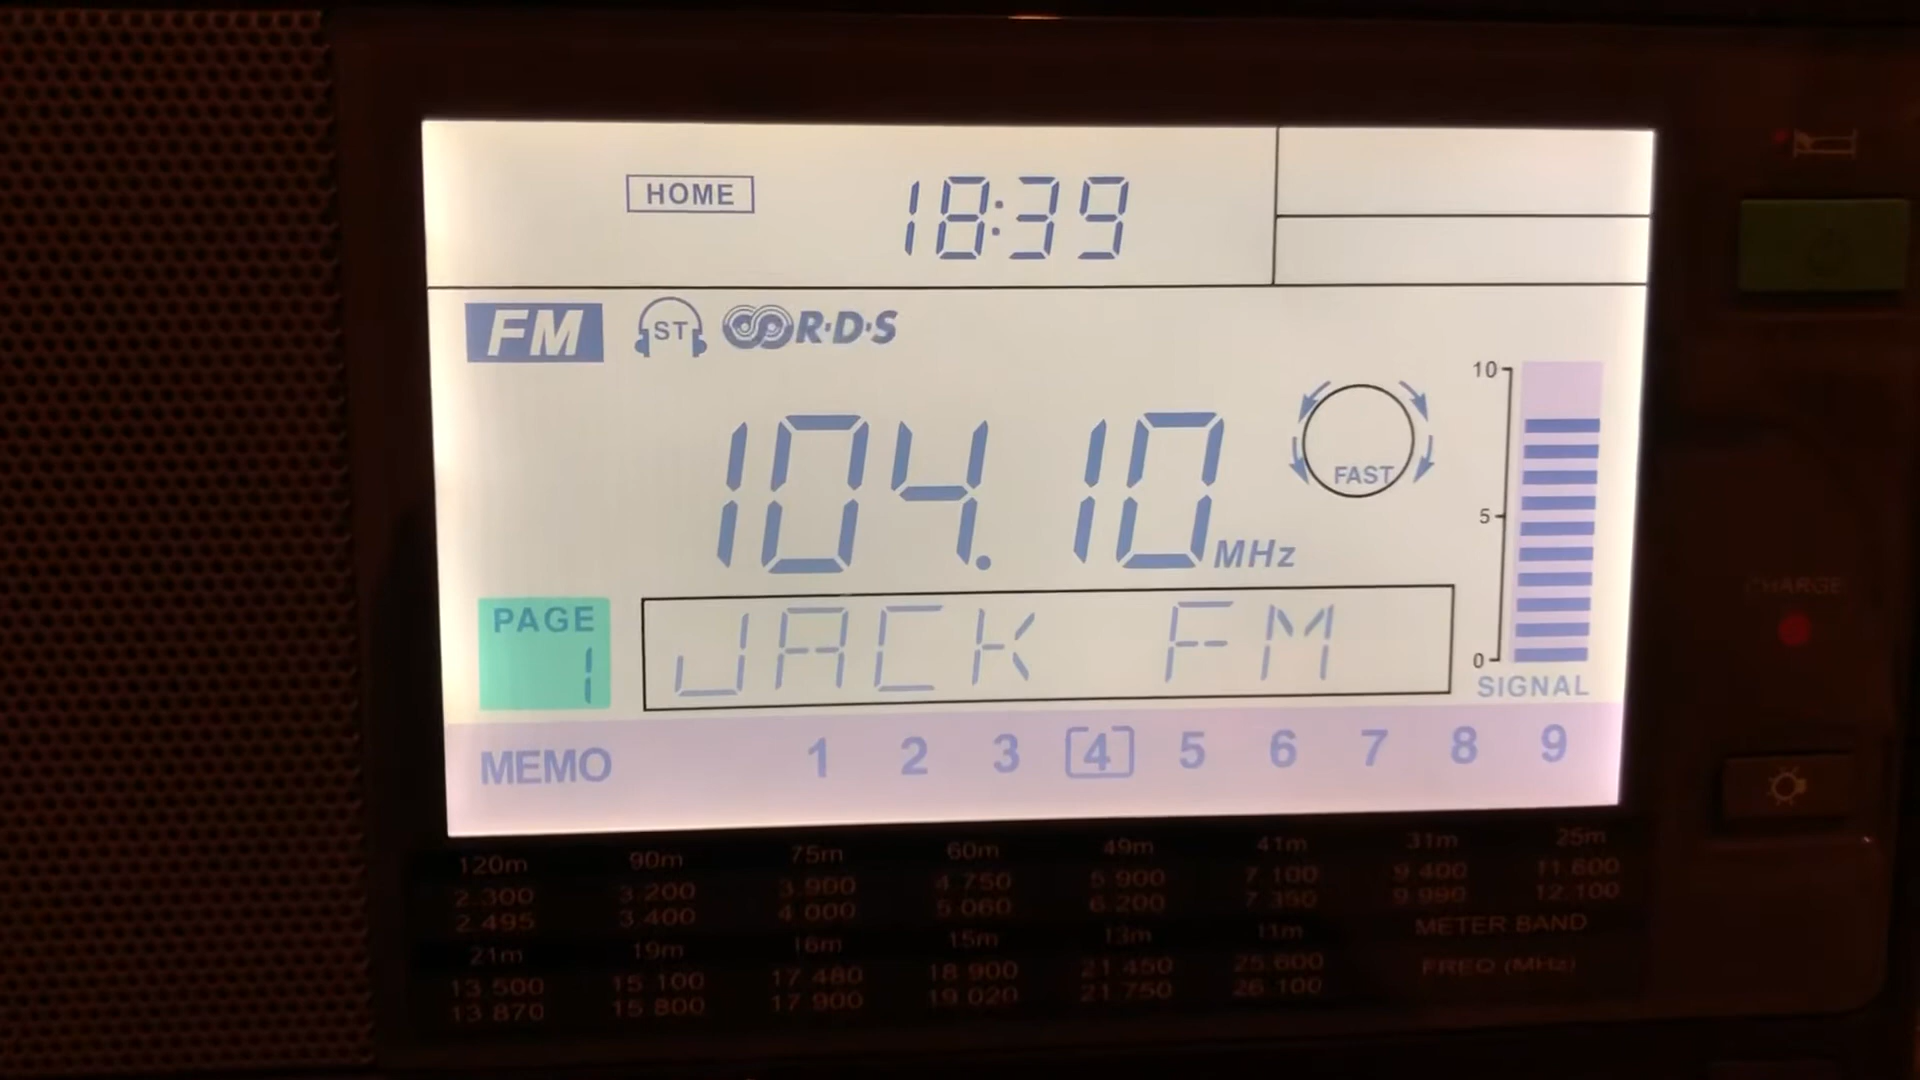 HOME 18:39
FM ST R·D·S
10
104.10 MHz FAST
5
PAGE
1
JACK FM
0
SIGNAL
MEMO 1 2 3 [4] 5 6 7 8 9
CHARGE
120m 90m 75m 60m 49m 41m 31m 25m
2.300 3.200 3.900 4.750 5.900 7.100 9.400 11.600
2.495 3.400 4.000 5.060 6.200 7.350 9.990 12.100
METER BAND
21m 19m 16m 15m 13m 11m
FREQ (MHz)
13.500 15.100 17.480 18.900 21.450 25.600
13.870 15.800 17.900 19.020 21.750 26.100